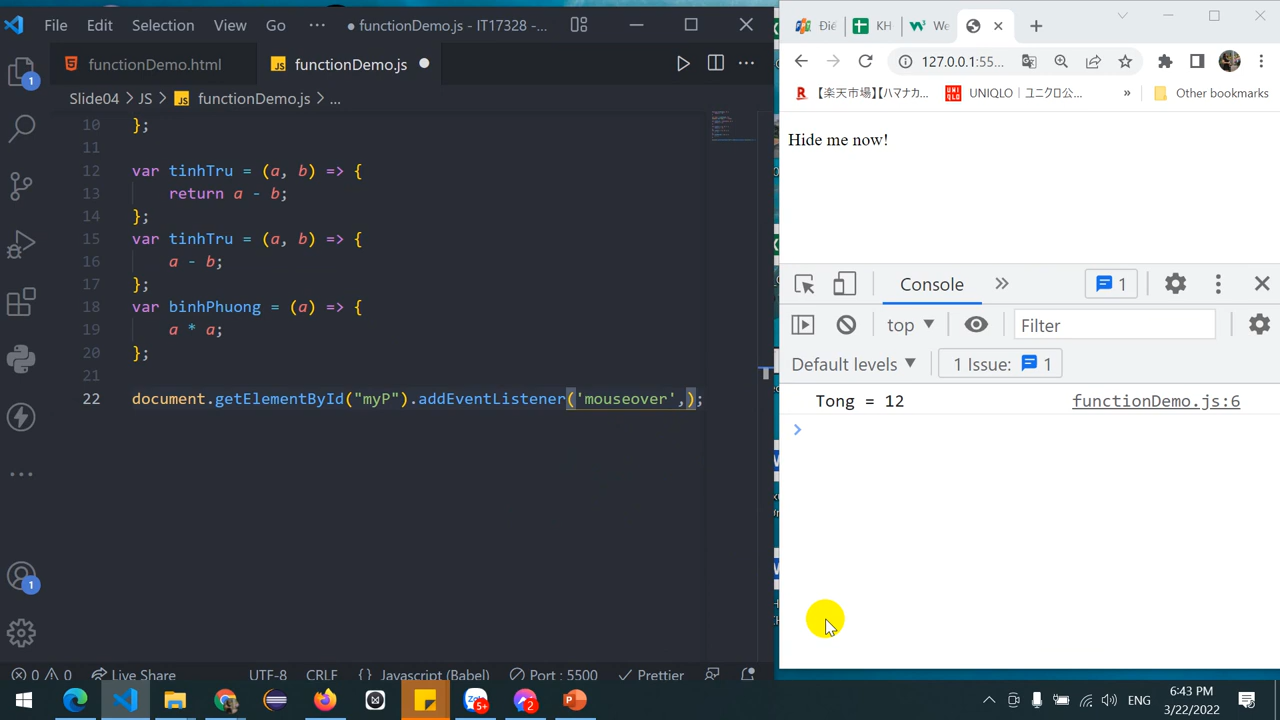 File Edit Selection View Go ··· ● functionDemo.js - IT17328 -...
functionDemo.html
functionDemo.js ●
Slide04 > JS > functionDemo.js > ...
10 };
11
12 var tinhTru = (a, b) => {
13 return a - b;
14 };
15 var tinhTru = (a, b) => {
16 a - b;
17 };
18 var binhPhuong = (a) => {
19 a * a;
20 };
21
22 document.getElementById("myP").addEventListener('mouseover',);
1
1
0 0 Live Share UTF-8 CRLF {} Javascript (Babel) Port : 5500 Prettier
Điề KH We
127.0.0.1:55...
【楽天市場】【ハマナカ... UNIQLO｜ユニクロ公... » Other bookmarks
Hide me now!
Console » 1
top ▼ Filter
Default levels ▼ 1 Issue: 1
Tong = 12 functionDemo.js:6
>
Zalo 5+ 2 ENG 6:43 PM
3/22/2022